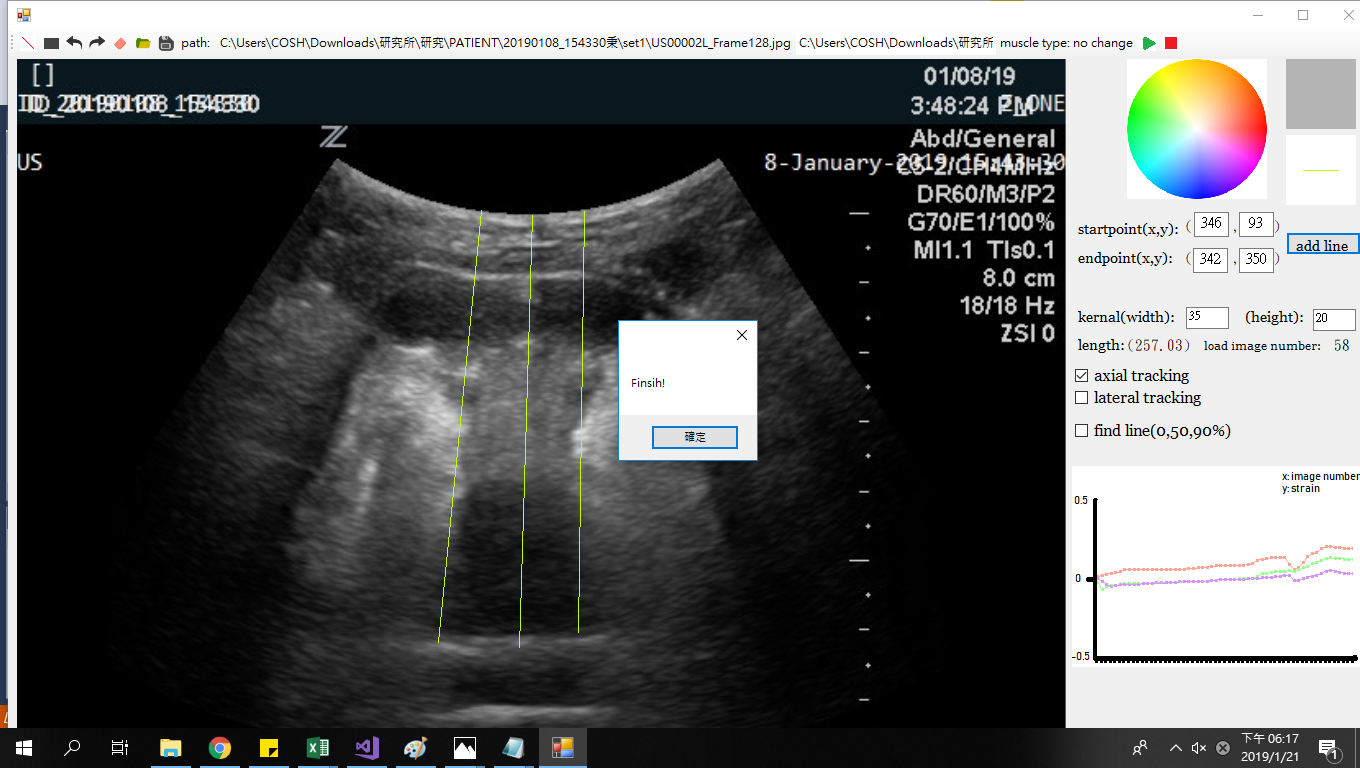 path: C:\Users\COSH\Downloads\研究所\研究\PATIENT\20190108_154330秉\set1\US00002L_Frame128.jpg C:\Users\COSH\Downloads\研究所 muscle type: no change
[ ]
01/08/19
ID_20190108_154330
3:48:24 PM
Z_ONE
Abd/General
US
8-January-2019 15:43:30
C5-2/CPH4MHz
DR60/M3/P2
G70/E1/100%
MI1.1 TIs0.1
8.0 cm
18/18 Hz
ZSI 0
startpoint(x,y): ( 346 , 93 )
add line
endpoint(x,y): ( 342 , 350 )
kernal(width): 35 (height): 20
length: (257.03) load image number: 58
axial tracking
lateral tracking
find line(0,50,90%)
Finsih!
確定
x: image number
y: strain
0.5
0
-0.5
下午 06:17
2019/1/21
1